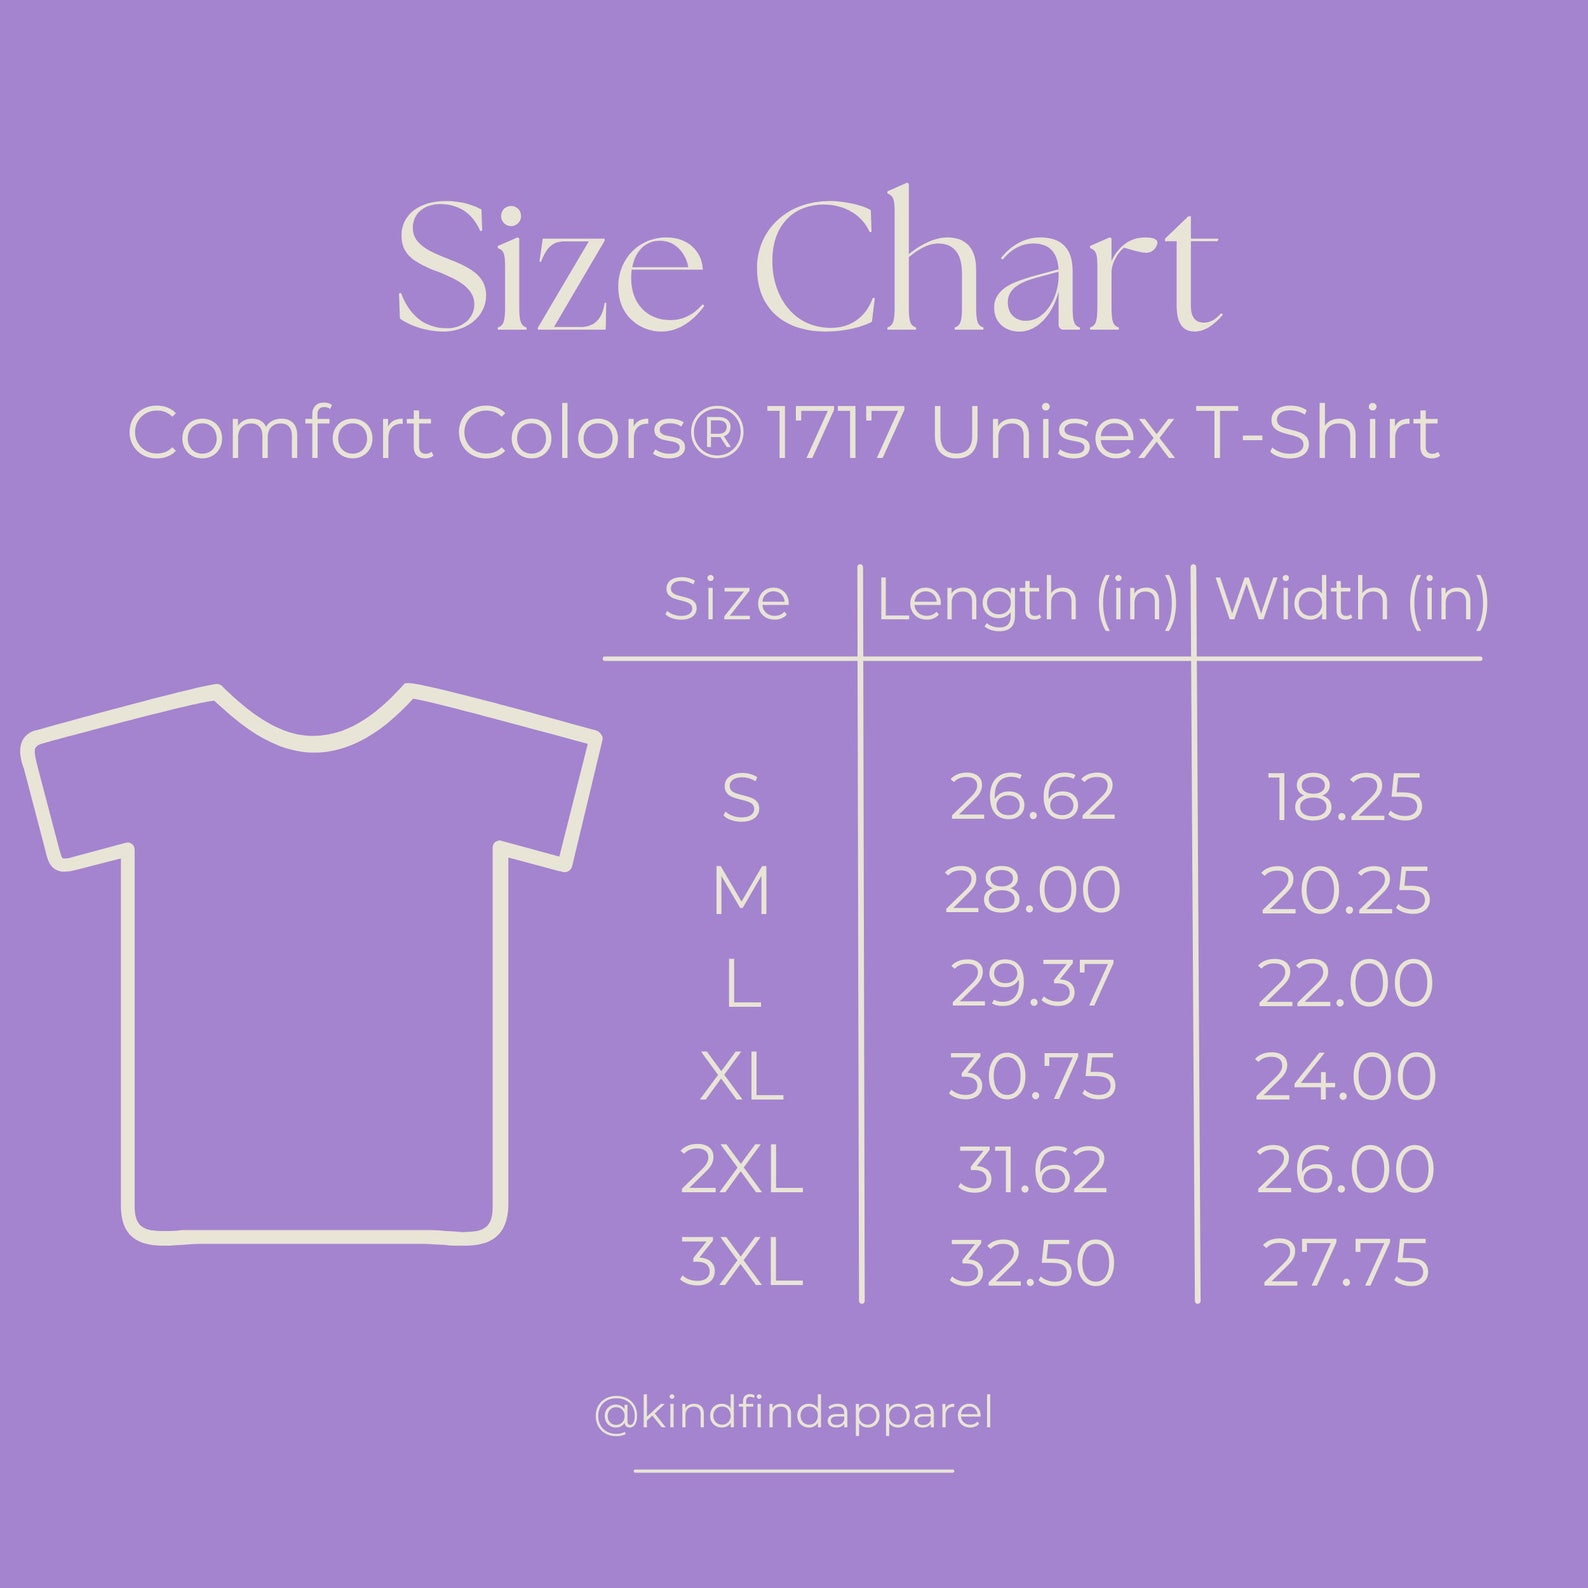 Size Chart
Comfort Colors® 1717 Unisex T-Shirt
Size Length (in) Width (in)
S 26.62 18.25
M 28.00 20.25
L 29.37 22.00
XL 30.75 24.00
2XL 31.62 26.00
3XL 32.50 27.75
@kindfindapparel